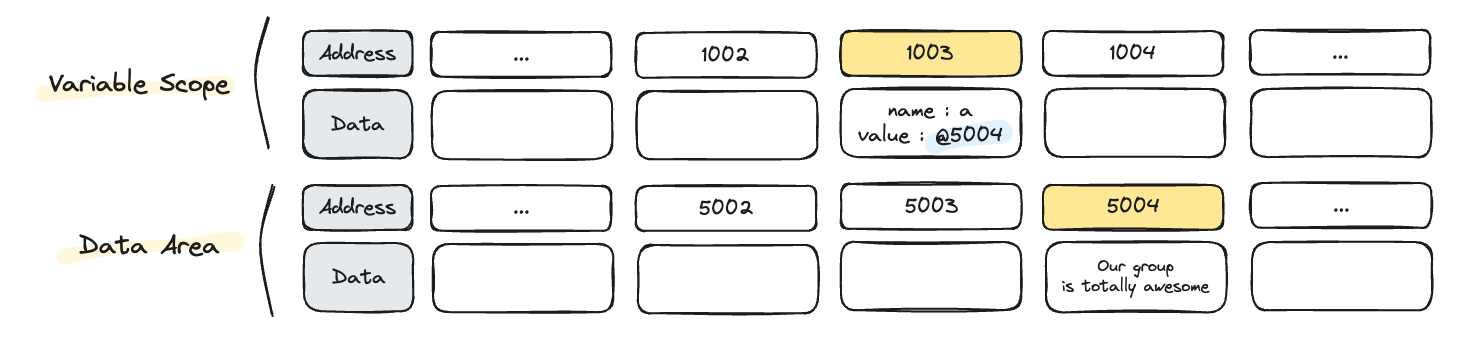 Variable Scope
Address ... 1002 1003 1004 ...
Data
name : a
value : @5004
Data Area
Address ... 5002 5003 5004 ...
Data
Our group
is totally awesome